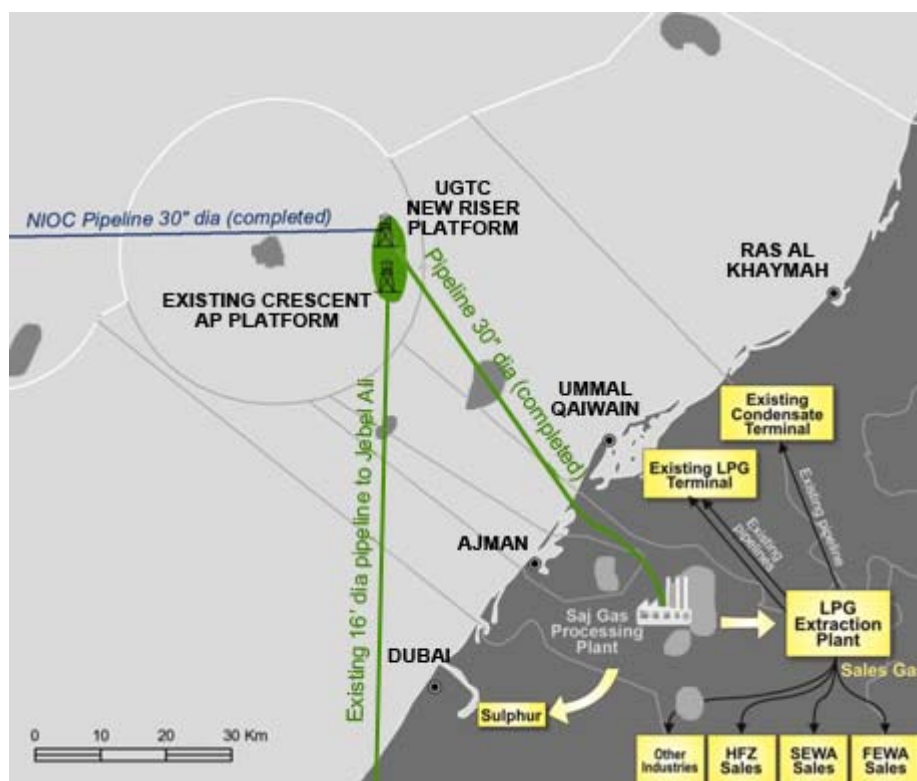 UGTC
NEW RISER
PLATFORM
NIOC Pipeline 30" dia (completed)
EXISTING CRESCENT
AP PLATFORM
Pipeline 30" dia (completed)
RAS AL
KHAYMAH
UMMAL
QAIWAIN
Existing
Condensate
Terminal
Existing LPG
Terminal
Existing pipeline
Existing
pipelines
Existing 16' dia pipeline to Jebel Ali
AJMAN
Saj Gas
Processing
Plant
LPG
Extraction
Plant
DUBAI
Sales Ga
Sulphur
0 10 20 30 Km
Other
Industries
HFZ
Sales
SEWA
Sales
FEWA
Sales